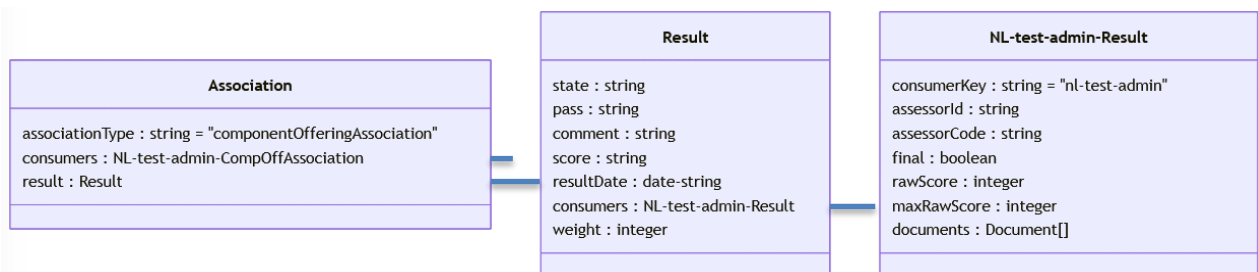 Association
associationType : string = "componentOfferingAssociation"
consumers : NL-test-admin-CompOffAssociation
result : Result
Result
state : string
pass : string
comment : string
score : string
resultDate : date-string
consumers : NL-test-admin-Result
weight : integer
NL-test-admin-Result
consumerKey : string = "nl-test-admin"
assessorId : string
assessorCode : string
final : boolean
rawScore : integer
maxRawScore : integer
documents : Document[]